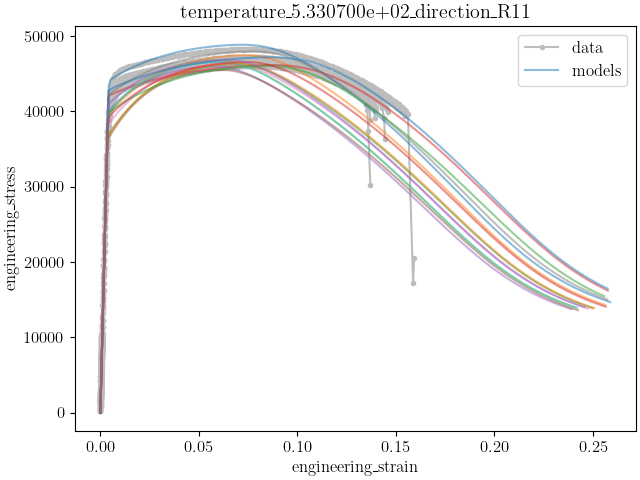 temperature_5.330700e+02_direction_R11
engineering_stress
50000
40000
30000
20000
10000
0
data
models
0.00 0.05 0.10 0.15 0.20 0.25
engineering_strain